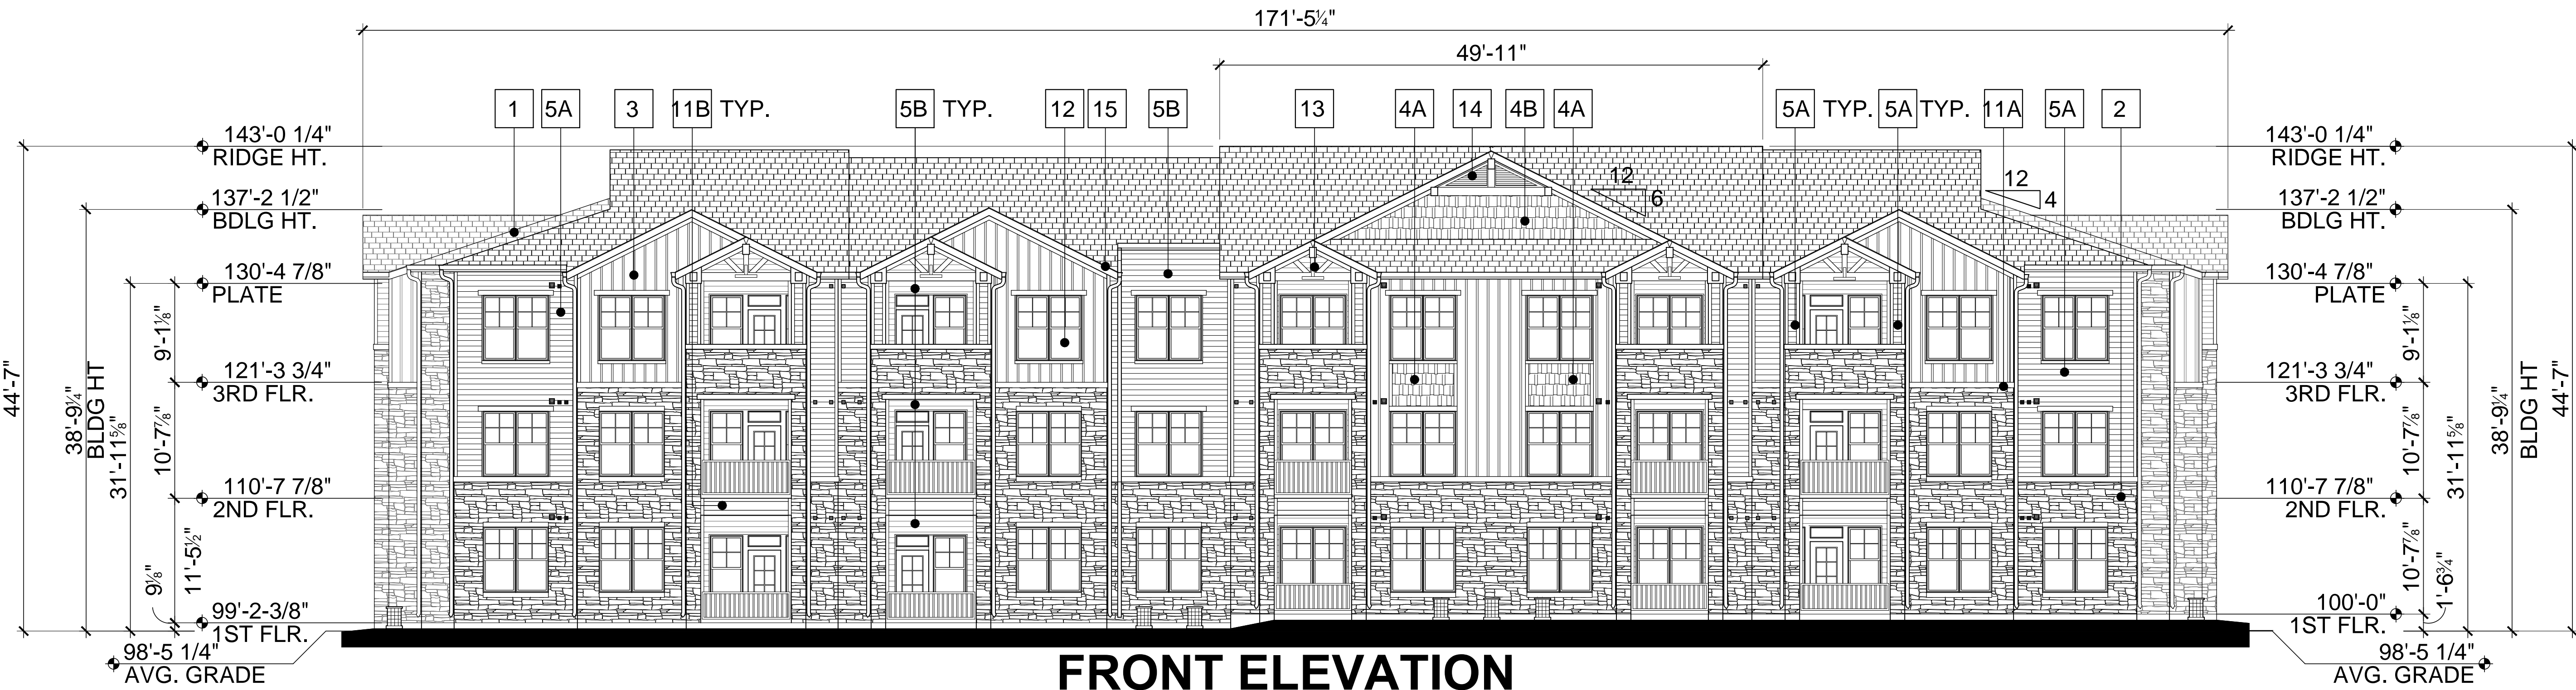 171'-5¼"
49'-11"
1 5A 3 11B TYP. 5B TYP. 12 15 5B 13 4A 14 4B 4A 5A TYP. 5A TYP. 11A 5A 2
143'-0 1/4"
RIDGE HT.
137'-2 1/2"
BDLG HT.
130'-4 7/8"
PLATE
121'-3 3/4"
3RD FLR.
110'-7 7/8"
2ND FLR.
99'-2-3/8"
1ST FLR.
98'-5 1/4"
AVG. GRADE
44'-7"
38'-9¼"
BLDG HT
31'-11⅝"
9'-1⅛"
10'-7⅞"
11'-5½"
9⅛"
12
6
12
4
143'-0 1/4"
RIDGE HT.
137'-2 1/2"
BDLG HT.
130'-4 7/8"
PLATE
121'-3 3/4"
3RD FLR.
110'-7 7/8"
2ND FLR.
100'-0"
1ST FLR.
98'-5 1/4"
AVG. GRADE
9'-1⅛"
10'-7⅞"
10'-7⅞"
1'-6¾"
31'-11⅝"
38'-9¼"
BLDG HT
44'-7"
FRONT ELEVATION